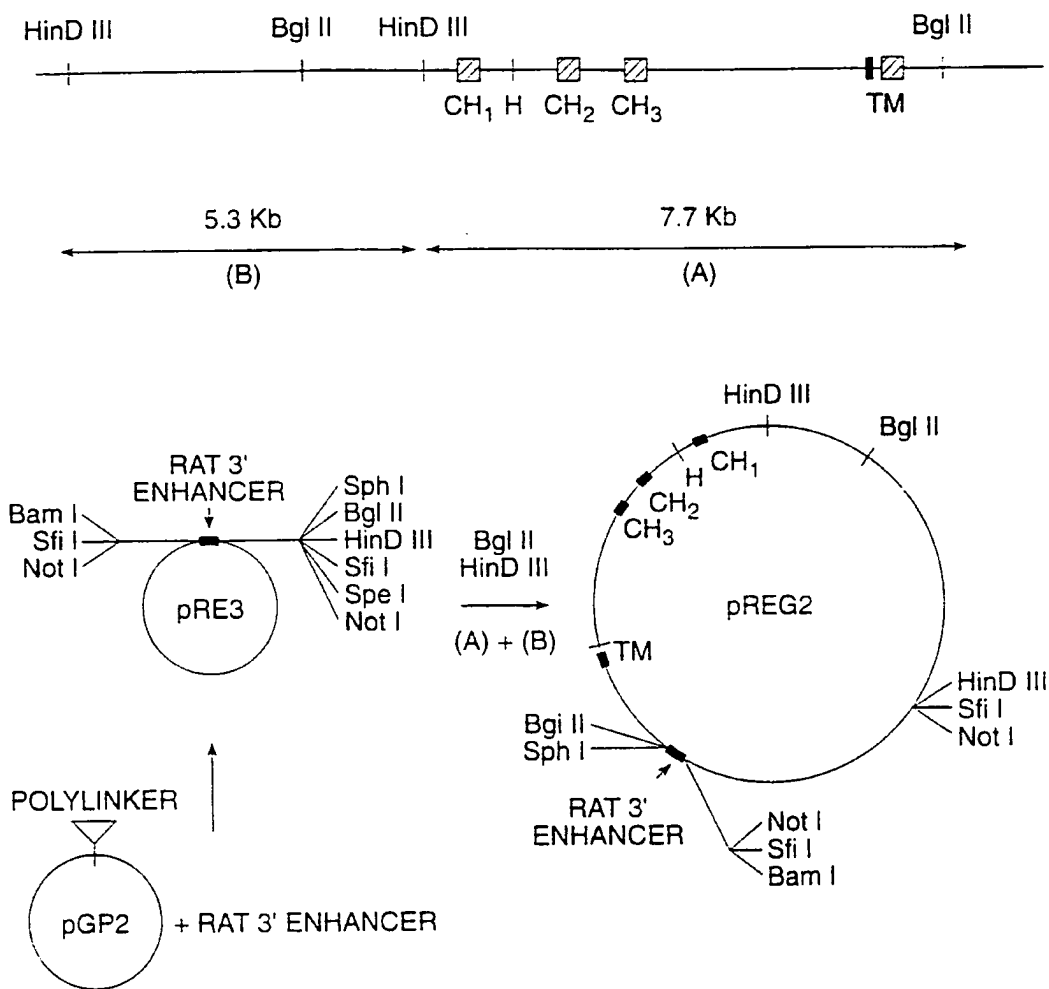 HinD III
Bgl II
HinD III
Bgl II
CH1
H
CH2
CH3
TM
5.3 Kb
7.7 Kb
(B)
(A)
RAT 3'
ENHANCER
Bam I
Sfi I
Not I
Sph I
Bgl II
HinD III
Sfi I
Spe I
Not I
pRE3
Bgl II
HinD III
(A) + (B)
HinD III
Bgl II
CH1
H
CH2
CH3
pREG2
TM
HinD III
Sfi I
Not I
Bgi II
Sph I
RAT 3'
ENHANCER
Not I
Sfi I
Bam I
POLYLINKER
pGP2
+ RAT 3' ENHANCER